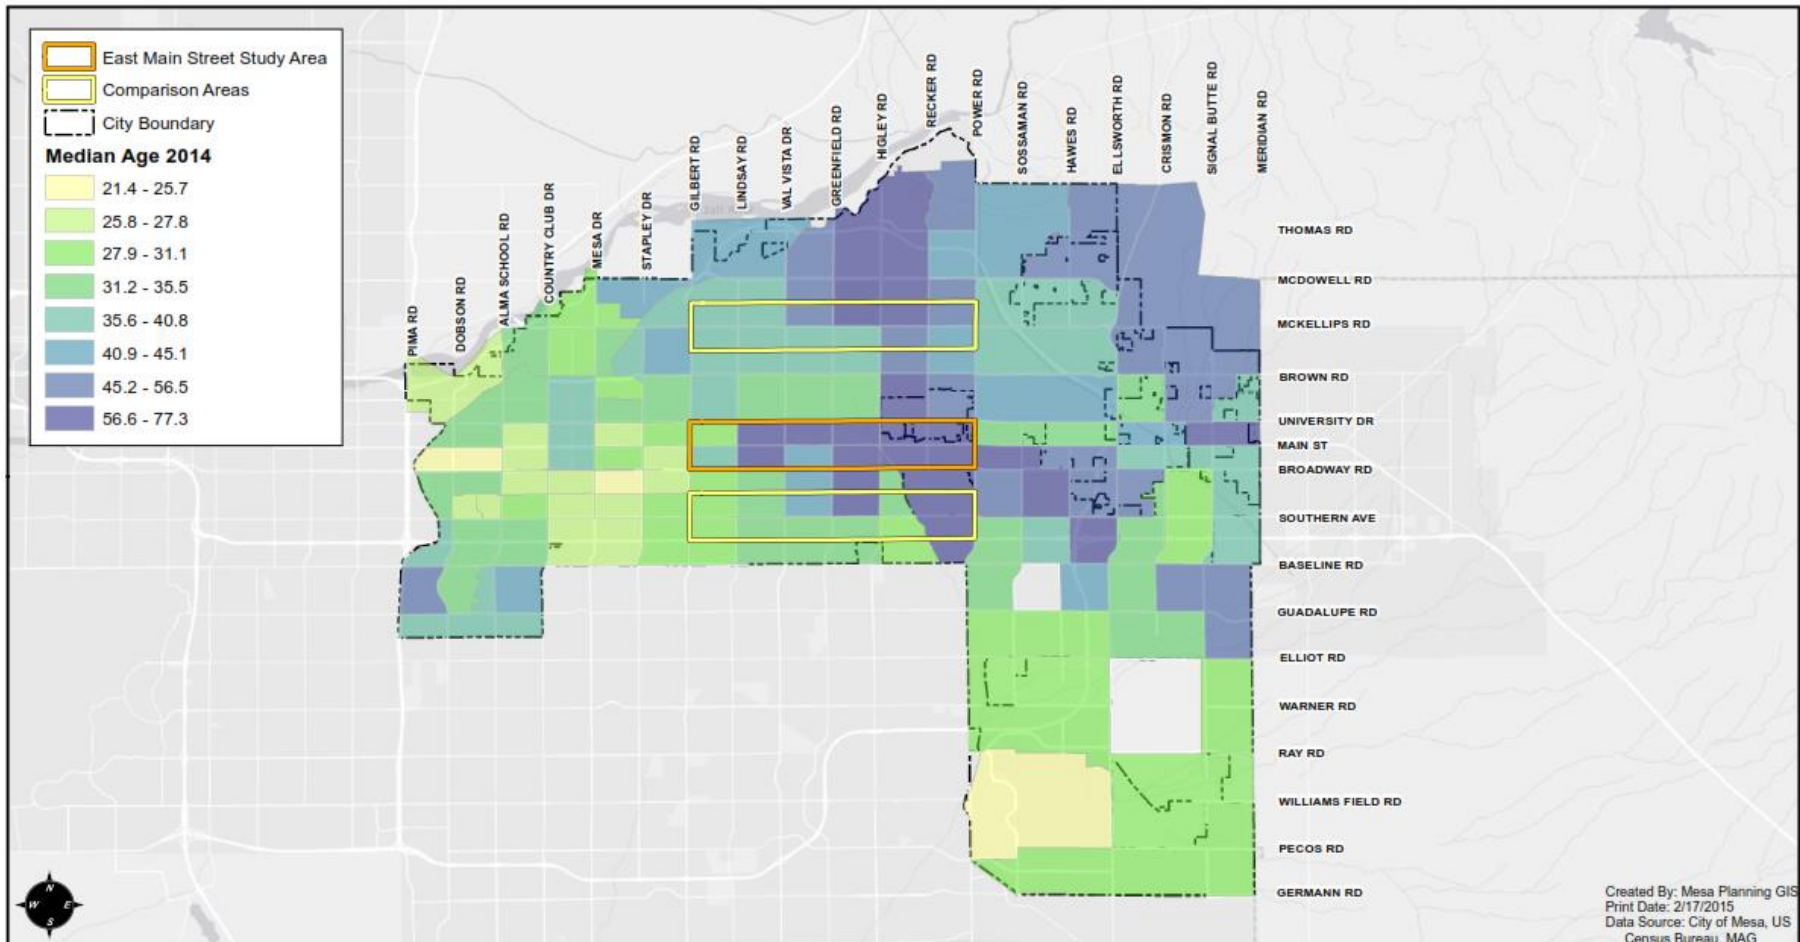 East Main Street Study Area
Comparison Areas
City Boundary
Median Age 2014
21.4 - 25.7
25.8 - 27.8
27.9 - 31.1
31.2 - 35.5
35.6 - 40.8
40.9 - 45.1
45.2 - 56.5
56.6 - 77.3
PIMA RD
DOBSON RD
ALMA SCHOOL RD
COUNTRY CLUB DR
MESA DR
STAPLEY DR
GILBERT RD
LINDSAY RD
VAL VISTA DR
GREENFIELD RD
HIGLEY RD
RECKER RD
POWER RD
SOSSAMAN RD
HAWES RD
ELLSWORTH RD
CRISMON RD
SIGNAL BUTTE RD
MERIDIAN RD
THOMAS RD
MCDOWELL RD
MCKELLIPS RD
BROWN RD
UNIVERSITY DR
MAIN ST
BROADWAY RD
SOUTHERN AVE
BASELINE RD
GUADALUPE RD
ELLIOT RD
WARNER RD
RAY RD
WILLIAMS FIELD RD
PECOS RD
GERMANN RD
N
W E
S
Created By: Mesa Planning GIS
Print Date: 2/17/2015
Data Source: City of Mesa, US
Census Bureau, MAG